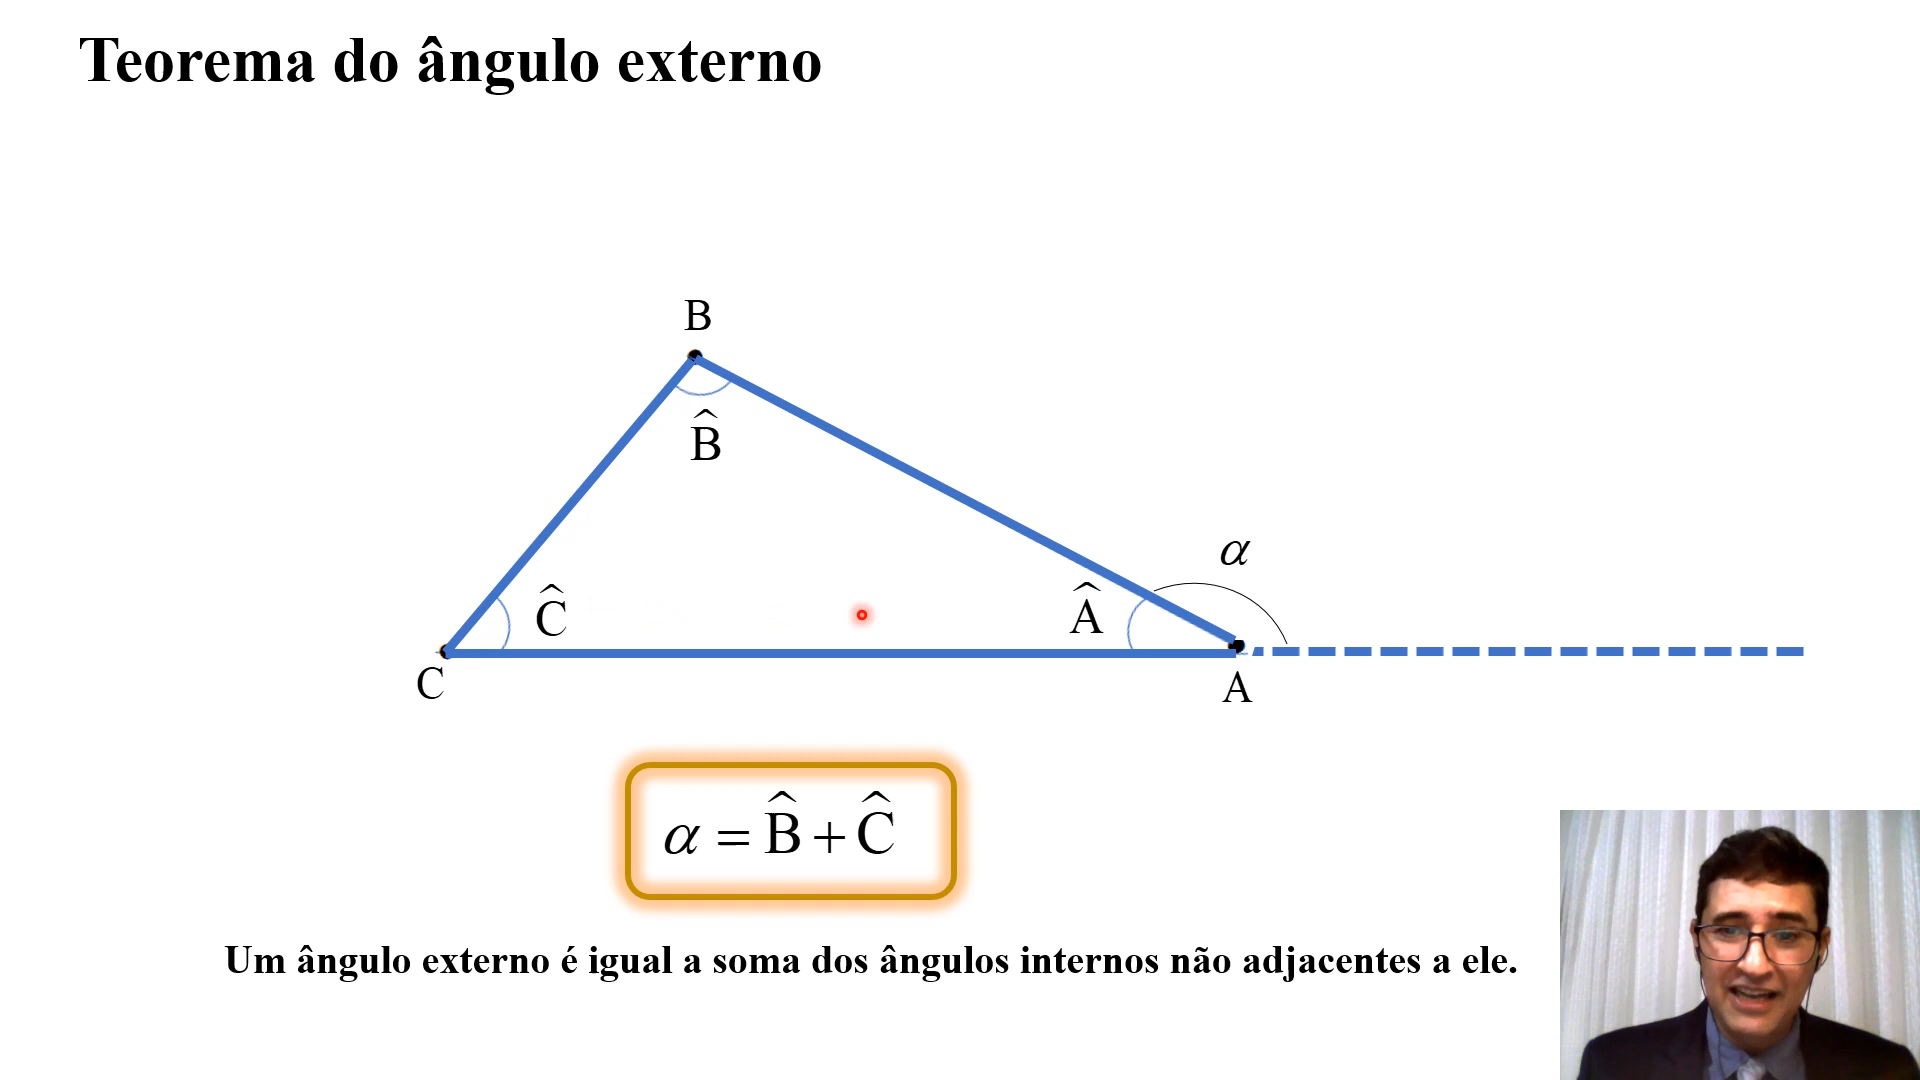 Teorema do ângulo externo
B
B̂
α
Ĉ
Â
C
A
α = B̂ + Ĉ
Um ângulo externo é igual a soma dos ângulos internos não adjacentes a ele.